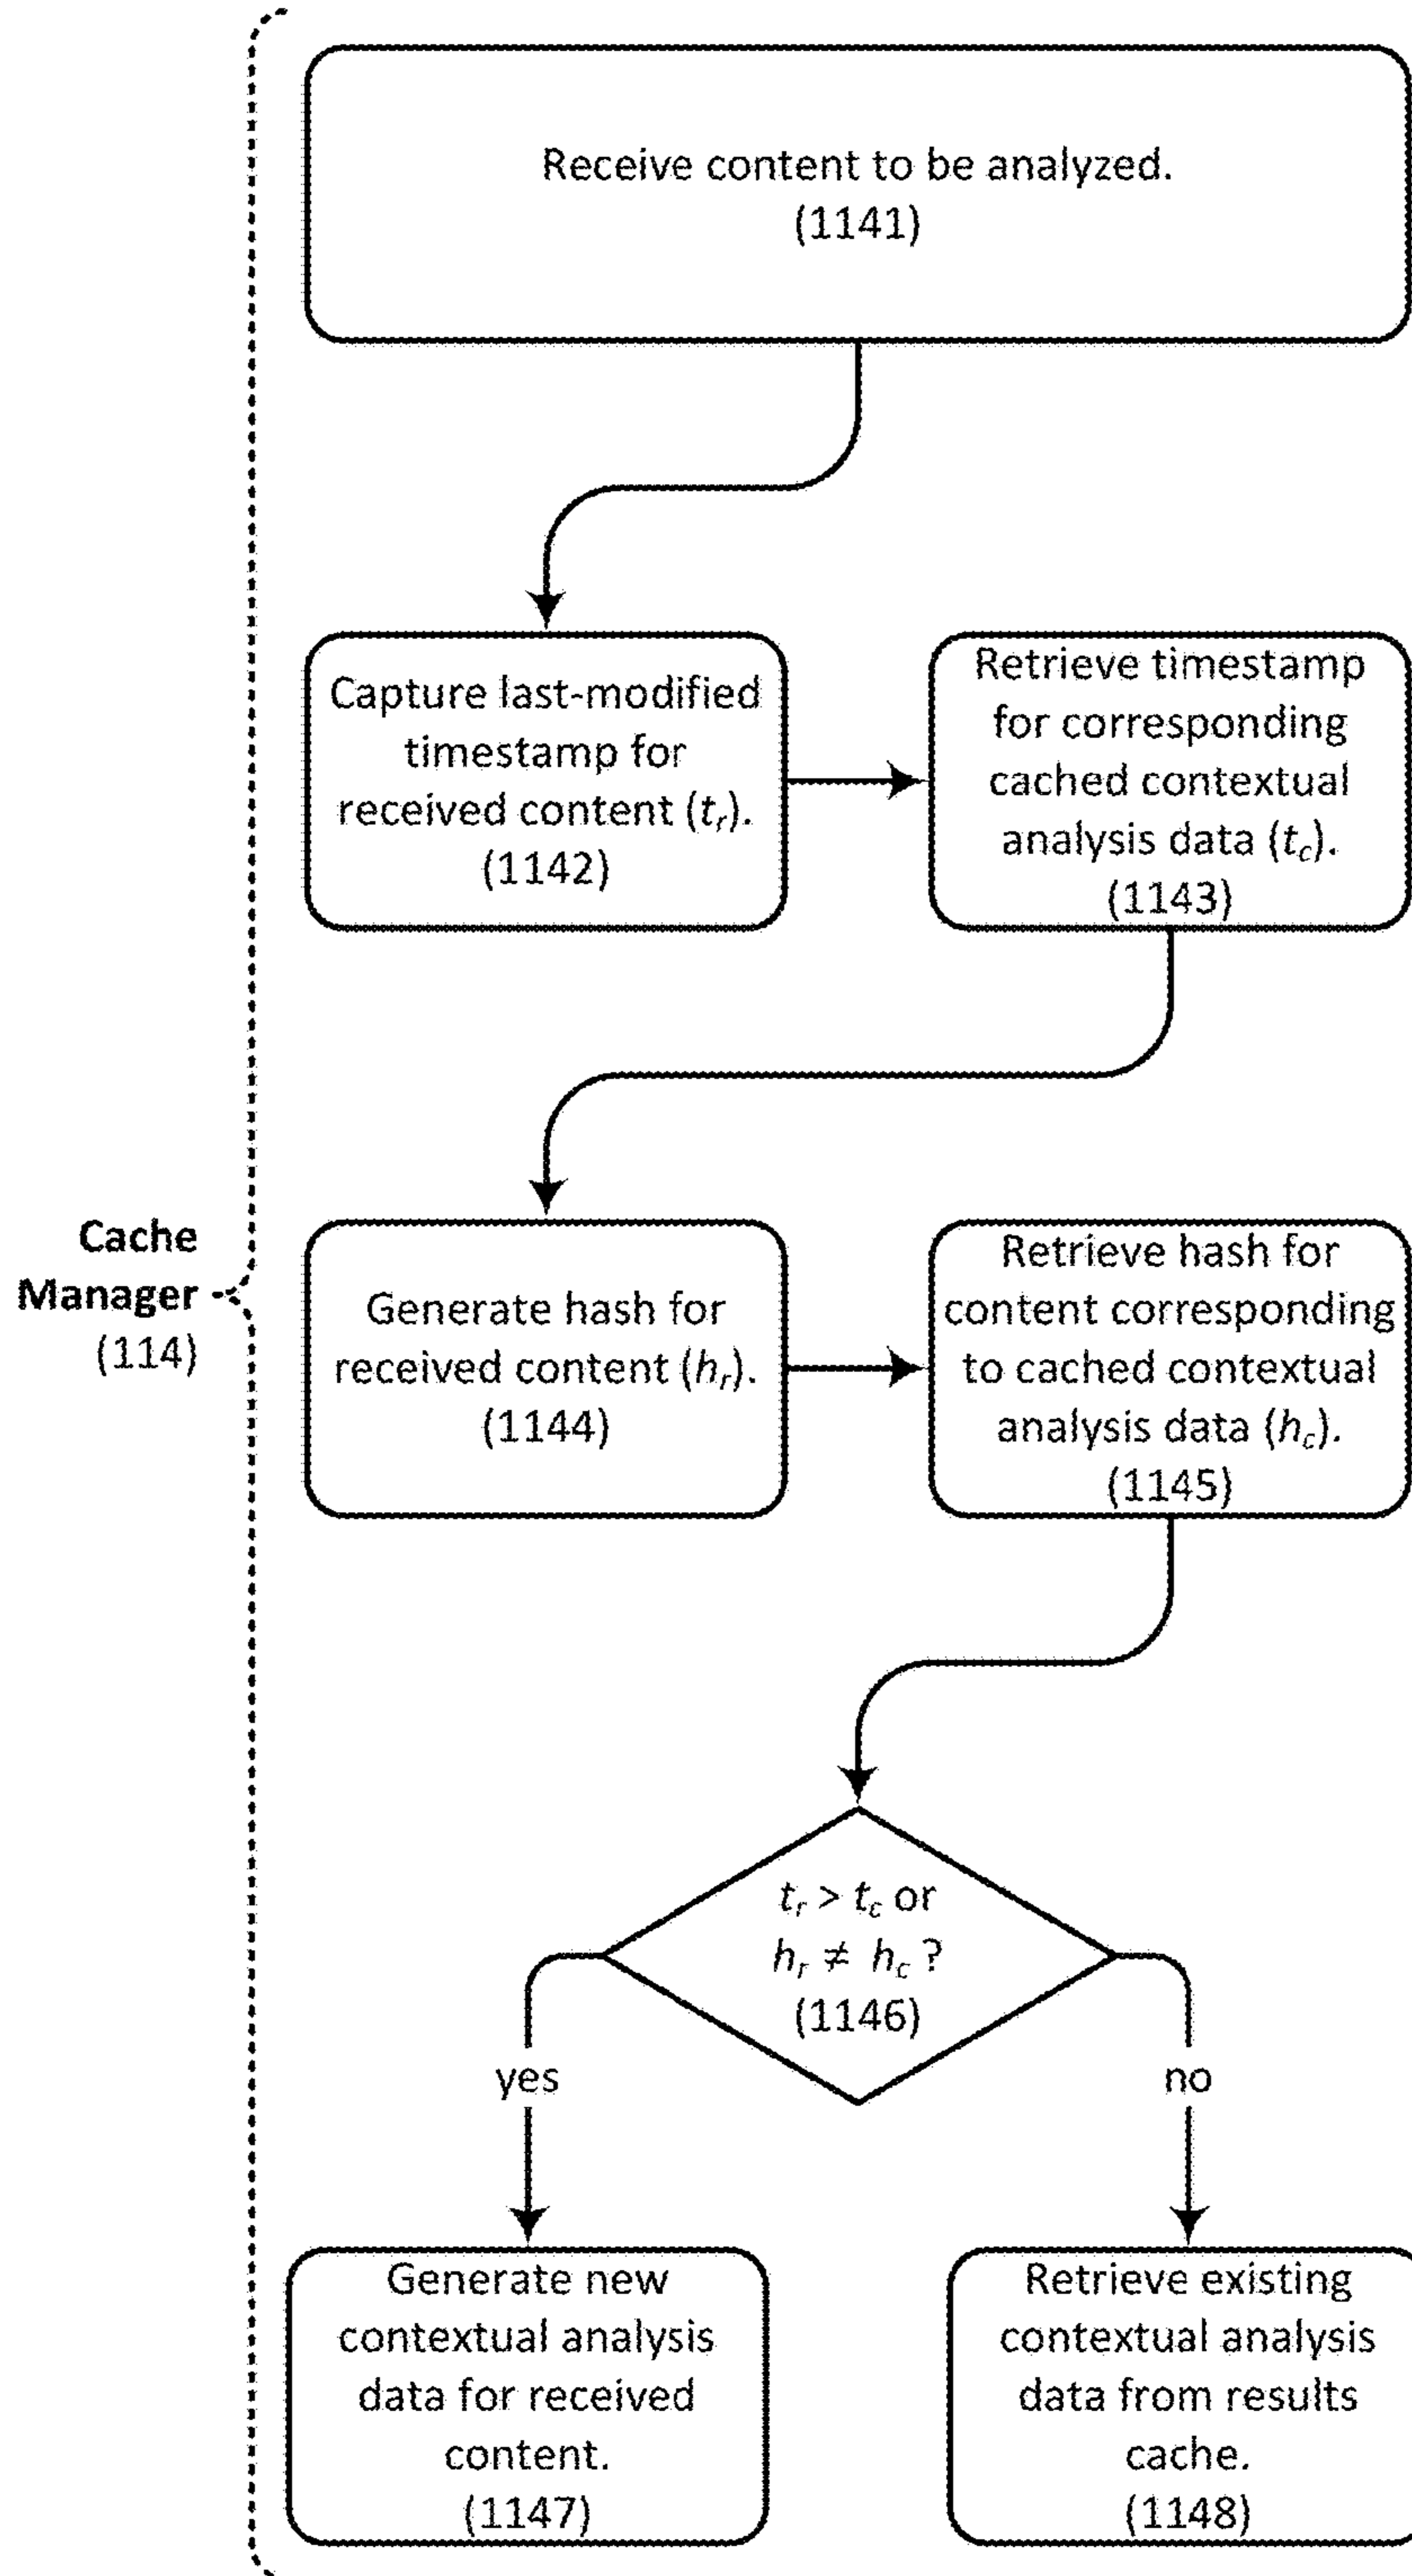 Receive content to be analyzed.
(1141)
Capture last-modified
timestamp for
received content (tr).
(1142)
Retrieve timestamp
for corresponding
cached contextual
analysis data (tc).
(1143)
Cache
Manager
(114)
Generate hash for
received content (hr).
(1144)
Retrieve hash for
content corresponding
to cached contextual
analysis data (hc).
(1145)
tr > tc or
hr ≠ hc ?
(1146)
yes
no
Generate new
contextual analysis
data for received
content.
(1147)
Retrieve existing
contextual analysis
data from results
cache.
(1148)